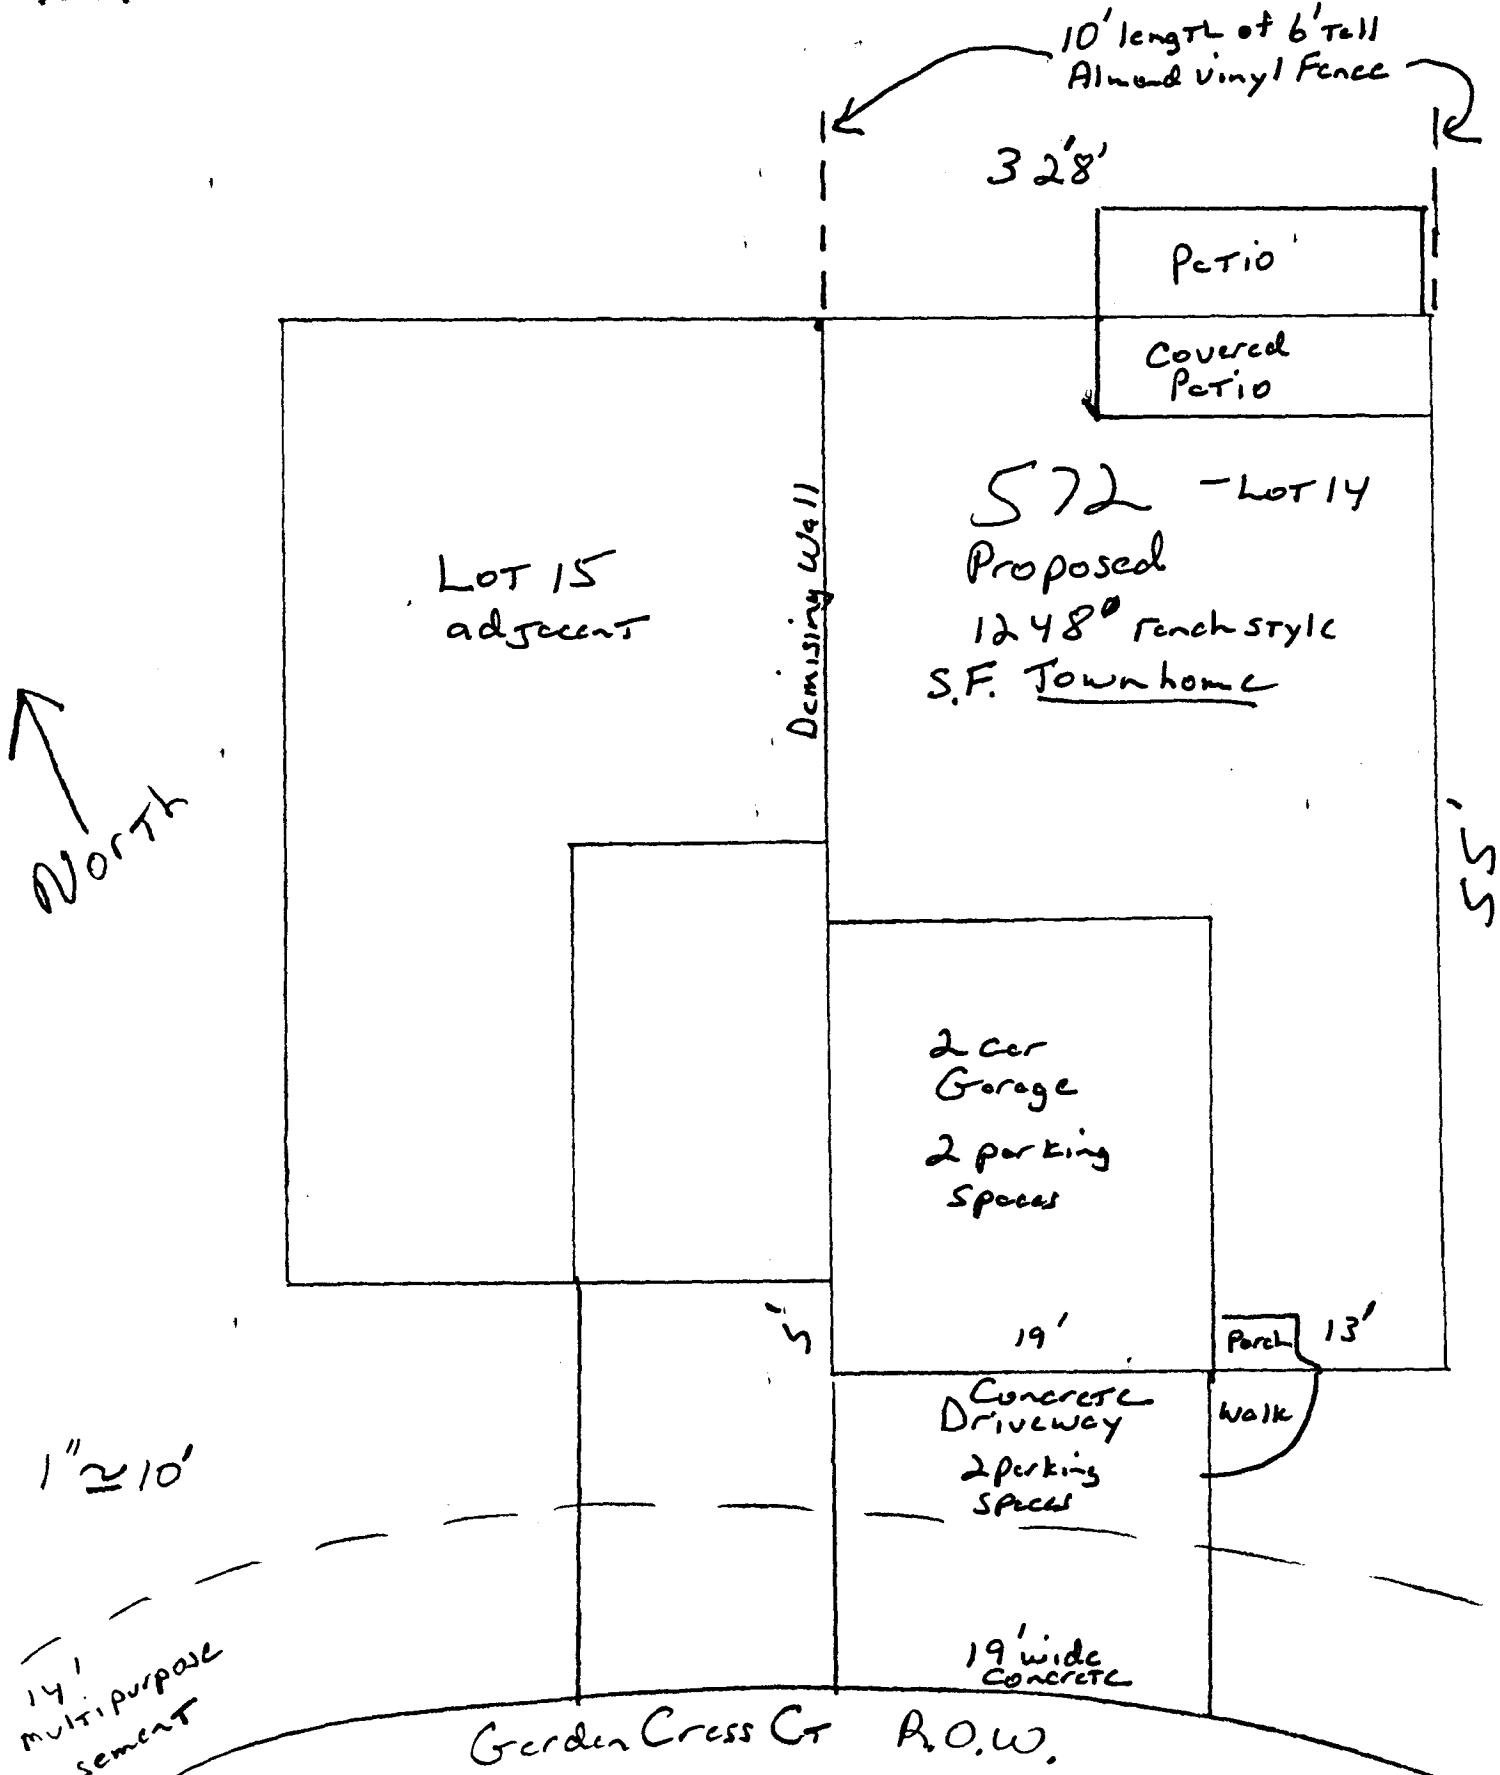 10' length of 6' Tall
Almond vinyl Fence
32'8'
Patio
Covered
Patio
572 - LOT 14
Proposed
1248 ranch style
S.F. Townhome
Demising Wall
LOT 15
adjacent
North
55'
2 car
Garage
2 parking
spaces
5'
19'
Porch
13'
Concrete
Driveway
2 parking
spaces
Walk
1" ≃ 10'
14'
multipurpose
sement
19' wide
concrete
Garden Cress CT R.O.W.